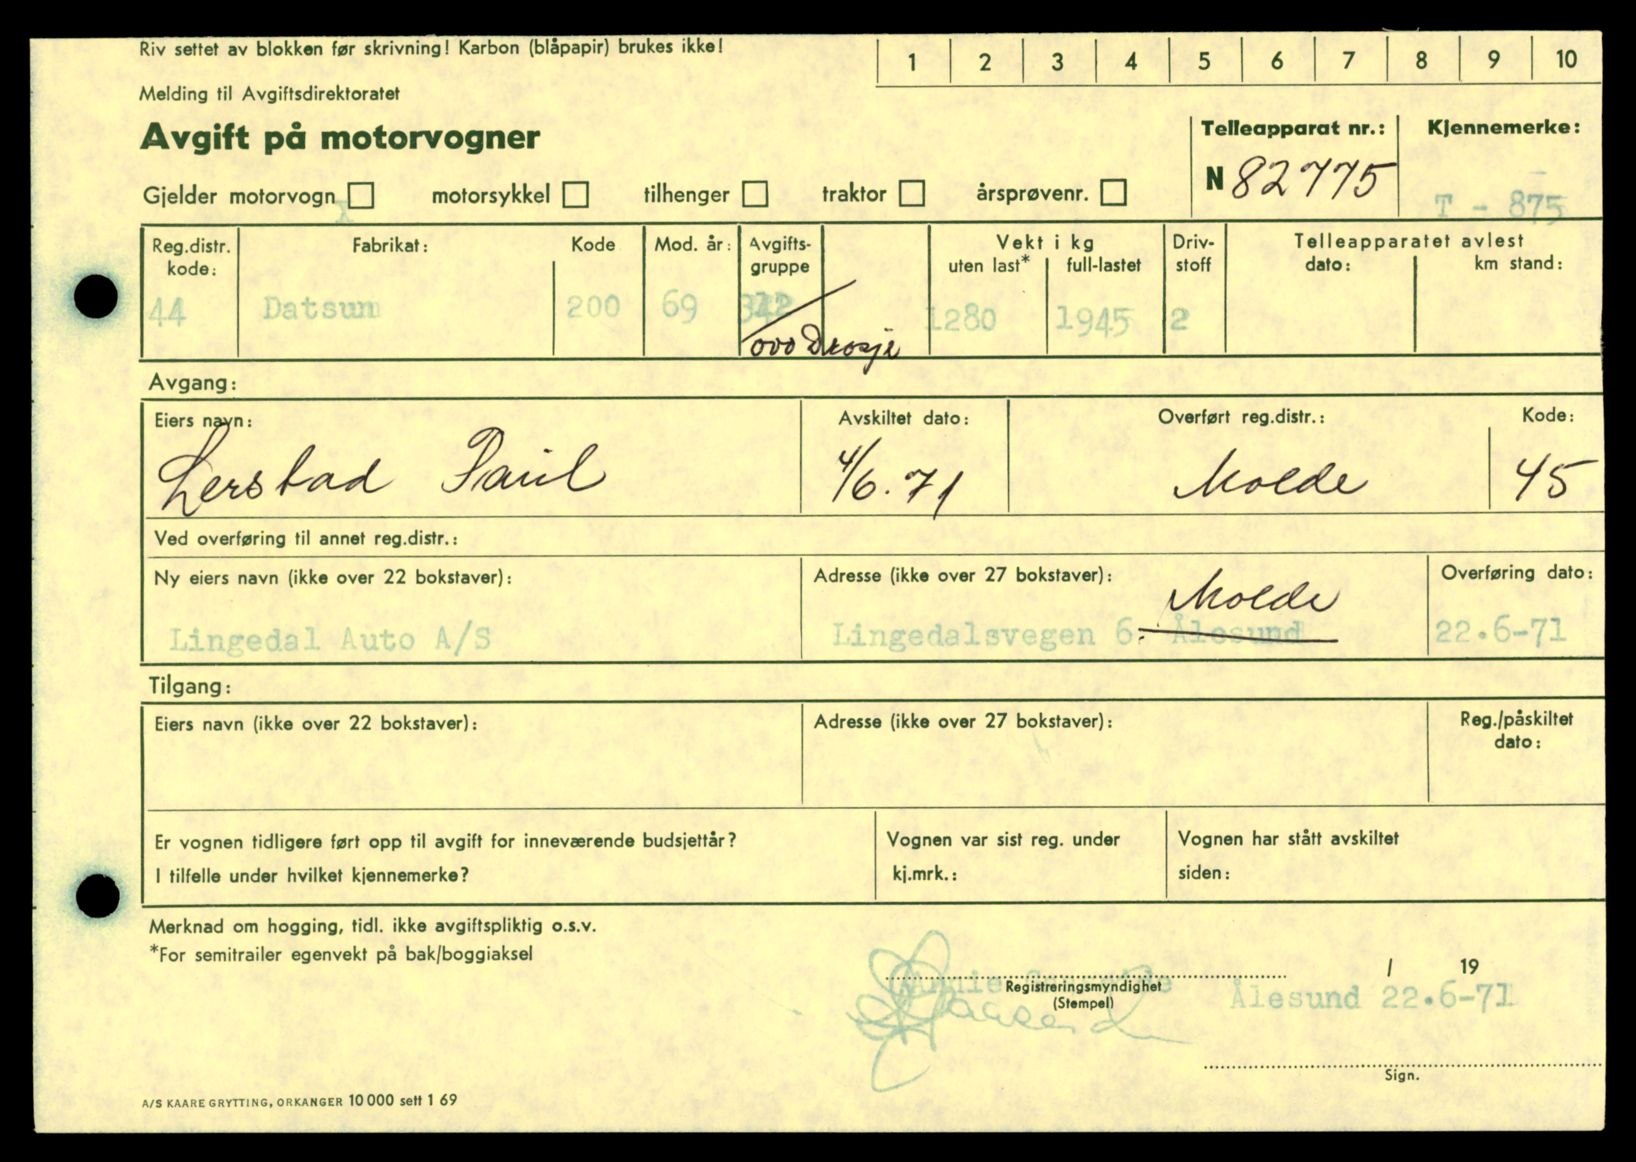 Riv settet av blokken før skrivning! Karbon (blåpapir) brukes ikke!
1 2 3 4 5 6 7 8 9 10
Melding til Avgiftsdirektoratet
Avgift på motorvogner
Telleapparat nr.: Kjennemerke:
N 82775
T - 875
Gjelder motorvogn motorsykkel tilhenger traktor årsprøvenr.
x
Reg.distr. kode: Fabrikat: Kode Mod. år: Avgifts-gruppe Vekt i kg uten last* full-lastet Driv-stoff Telleapparatet avlest dato: km stand:
44 Datsun 200 69 1280 1945 2
000 Drosje
Avgang:
Eiers navn: Avskiltet dato: Overført reg.distr.: Kode:
Lerstad Paul 4/6.71 Molde 45
Ved overføring til annet reg.distr.:
Ny eiers navn (ikke over 22 bokstaver): Adresse (ikke over 27 bokstaver): Overføring dato:
Molde
Lingedal Auto A/S Lingedalsvegen 6. Ålesund 22.6-71
Tilgang:
Eiers navn (ikke over 22 bokstaver): Adresse (ikke over 27 bokstaver): Reg./påskiltet dato:
Er vognen tidligere ført opp til avgift for inneværende budsjettår? Vognen var sist reg. under Vognen har stått avskiltet
I tilfelle under hvilket kjennemerke? kj.mrk.: siden:
Merknad om hogging, tidl. ikke avgiftspliktig o.s.v.
*For semitrailer egenvekt på bak/boggiaksel
/ 19
Registreringsmyndighet
(Stempel)
Ålesund 22.6-71
Sign.
A/S KAARE GRYTTING, ORKANGER 10 000 sett 1 69